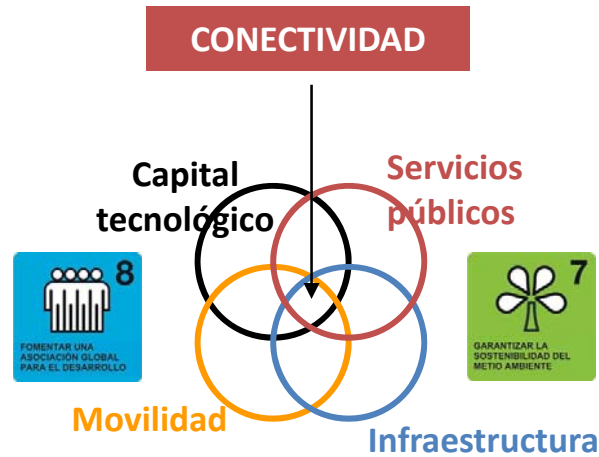 CONECTIVIDAD
Capital
tecnológico
Servicios
públicos
8
FOMENTAR UNA
ASOCIACIÓN GLOBAL
PARA EL DESARROLLO
7
GARANTIZAR LA
SOSTENIBILIDAD DEL
METIO AMBIENTE
Movilidad
Infraestructura